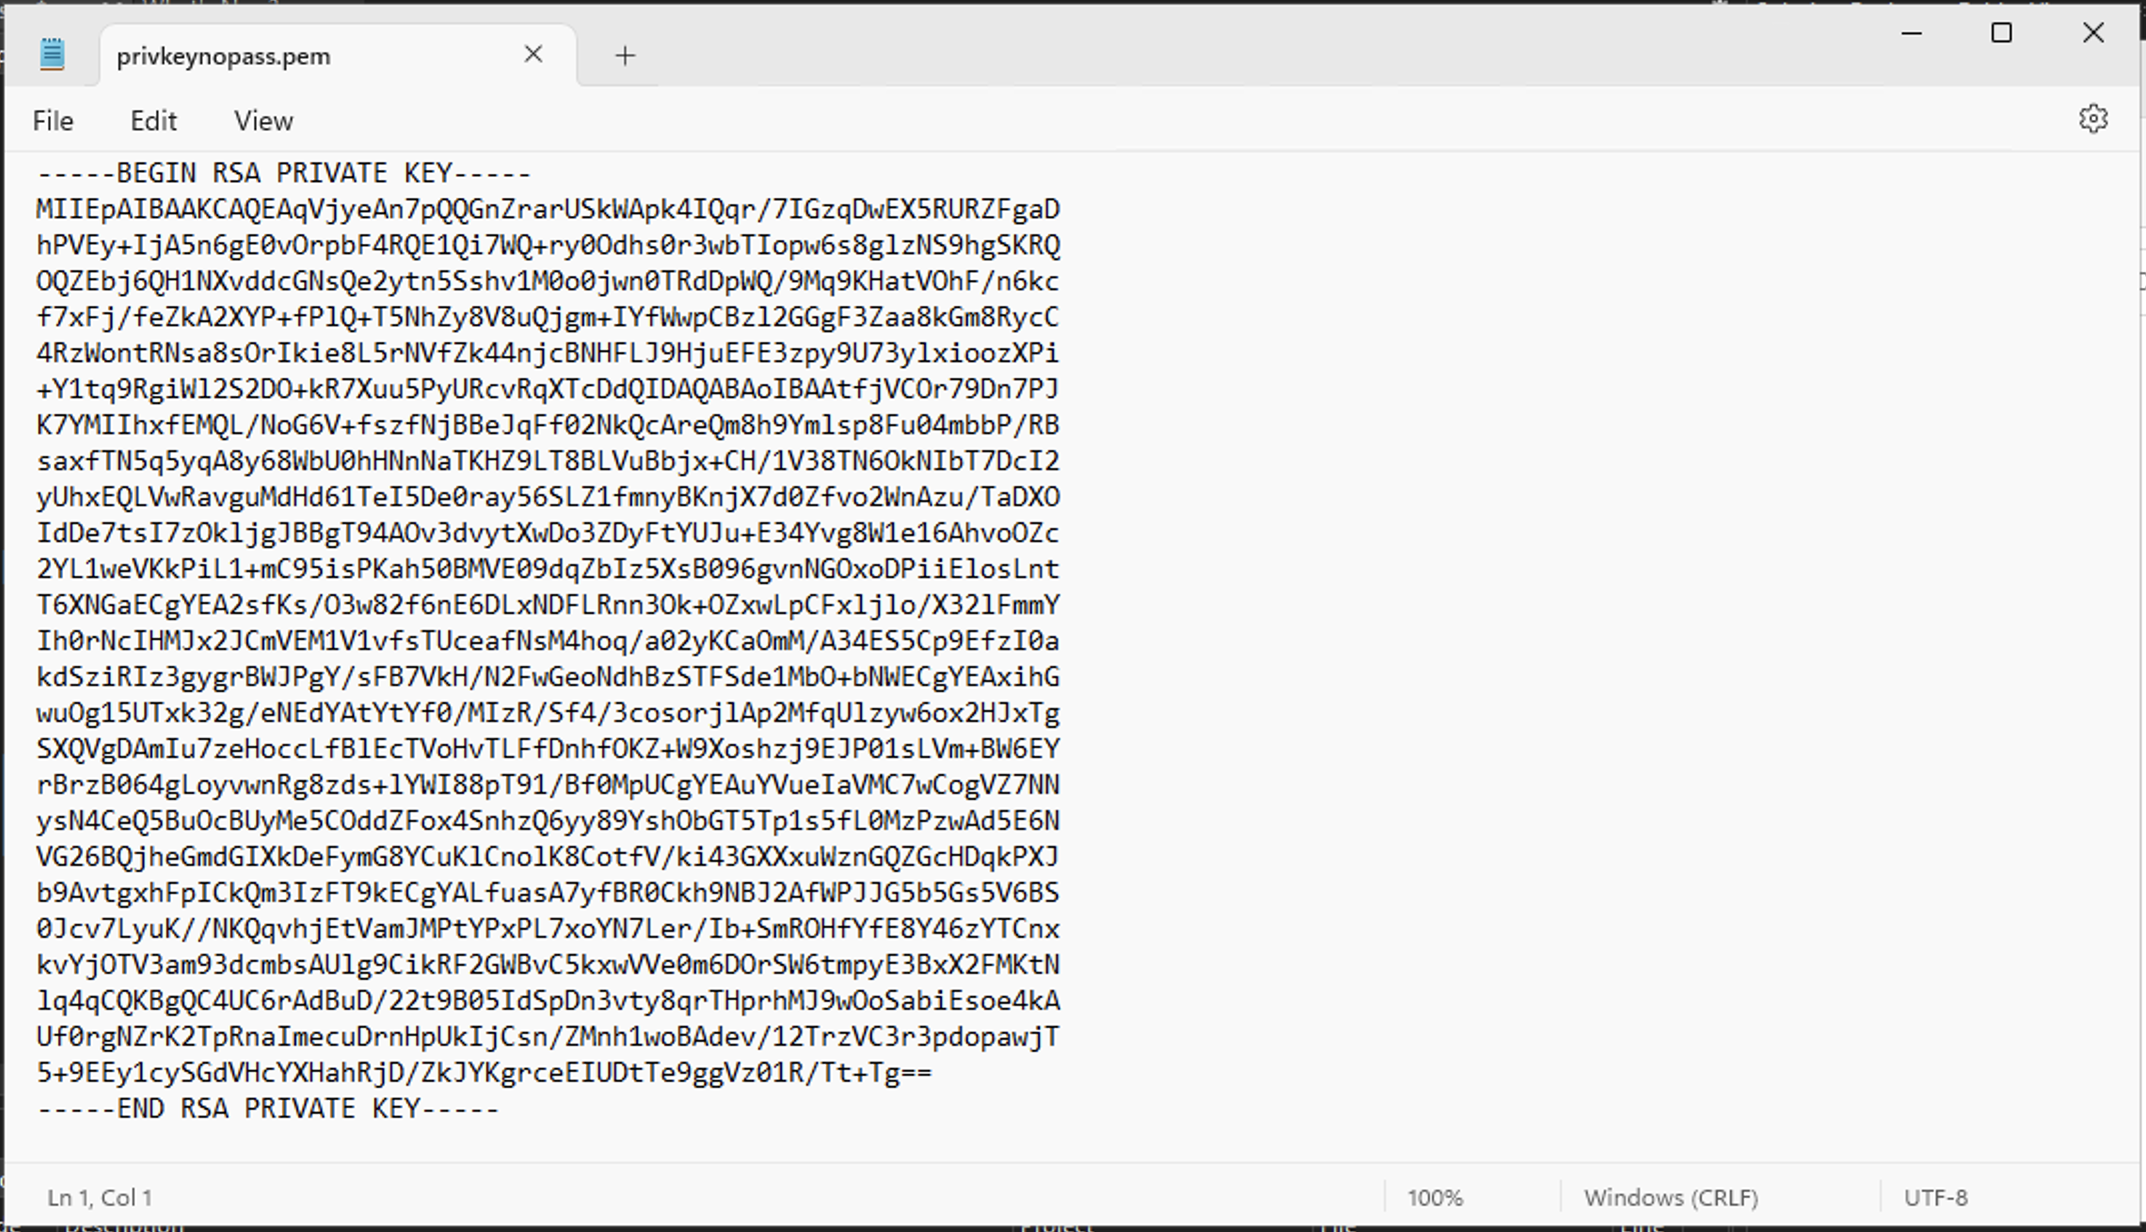 privkeynopass.pem
File Edit View
-----BEGIN RSA PRIVATE KEY-----
MIIEpAIBAAKCAQEAqVjyeAn7pQQGnZrarUSkWApk4IQqr/7IGzqDwEX5RURZFgaD
hPVEy+IjA5n6gE0vOrpbF4RQE1Qi7WQ+ry0Odhs0r3wbTIopw6s8glzNS9hgSKRQ
OQZEbj6QH1NXvddcGNsQe2ytn5Sshv1M0o0jwn0TRdDpWQ/9Mq9KHatVOhF/n6kc
f7xFj/feZkA2XYP+fPlQ+T5NhZy8V8uQjgm+IYfWwpCBzl2GGgF3Zaa8kGm8RycC
4RzWontRNsa8sOrIkie8L5rNVfZk44njcBNHFLJ9HjuEFE3zpy9U73ylxioozXPi
+Y1tq9RgiWl2S2DO+kR7Xuu5PyURcvRqXTcDdQIDAQABAoIBAAtfjVCOr79Dn7PJ
K7YMIIhxfEMQL/NoG6V+fszfNjBBeJqFf02NkQcAreQm8h9Ymlsp8Fu04mbbP/RB
saxfTN5q5yqA8y68WbU0hHNnNaTKHZ9LT8BLVuBbjx+CH/1V38TN6OkNIbT7DcI2
yUhxEQLVwRavguMdHd61TeI5De0ray56SLZ1fmnyBKnjX7d0Zfvo2WnAzu/TaDXO
IdDe7tsI7zOkljgJBBgT94AOv3dvytXwDo3ZDyFtYUJu+E34Yvg8W1e16AhvoOZc
2YL1weVKkPiL1+mC95isPKah50BMVE09dqZbIz5XsB096gvnNGOxoDPiiElosLnt
T6XNGaECgYEA2sfKs/O3w82f6nE6DLxNDFLRnn3Ok+OZxwLpCFxljlo/X32lFmmY
Ih0rNcIHMJx2JCmVEM1V1vfsTUceafNsM4hoq/a02yKCaOmM/A34ES5Cp9EfzI0a
kdSziRIz3gygrBWJPgY/sFB7VkH/N2FwGeoNdhBzSTFSde1MbO+bNWECgYEAxihG
wuOg15UTxk32g/eNEdYAtYtYf0/MIzR/Sf4/3cosorjlAp2MfqUlzyw6ox2HJxTg
SXQVgDAmIu7zeHoccLfBlEcTVoHvTLFfDnhfOKZ+W9Xoshzj9EJP01sLVm+BW6EY
rBrzB064gLoyvwnRg8zds+lYWI88pT91/Bf0MpUCgYEAuYVueIaVMC7wCogVZ7NN
ysN4CeQ5BuOcBUyMe5COddZFox4SnhzQ6yy89YshObGT5Tp1s5fL0MzPzwAd5E6N
VG26BQjheGmdGIXkDeFymG8YCuKlCnolK8CotfV/ki43GXXxuWznGQZGcHDqkPXJ
b9AvtgxhFpICkQm3IzFT9kECgYALfuasA7yfBR0Ckh9NBJ2AfWPJJG5b5Gs5V6BS
0Jcv7LyuK//NKQqvhjEtVamJMPtYPxPL7xoYN7Ler/Ib+SmROHfYfE8Y46zYTCnx
kvYjOTV3am93dcmbsAUlg9CikRF2GWBvC5kxwVVe0m6DOrSW6tmpyE3BxX2FMKtN
lq4qCQKBgQC4UC6rAdBuD/22t9B05IdSpDn3vty8qrTHprhMJ9wOoSabiEsoe4kA
Uf0rgNZrK2TpRnaImecuDrnHpUkIjCsn/ZMnh1woBAdev/12TrzVC3r3pdopawjT
5+9EEy1cySGdVHcYXHahRjD/ZkJYKgrceEIUDtTe9ggVz01R/Tt+Tg==
-----END RSA PRIVATE KEY-----
Ln 1, Col 1 100% Windows (CRLF) UTF-8